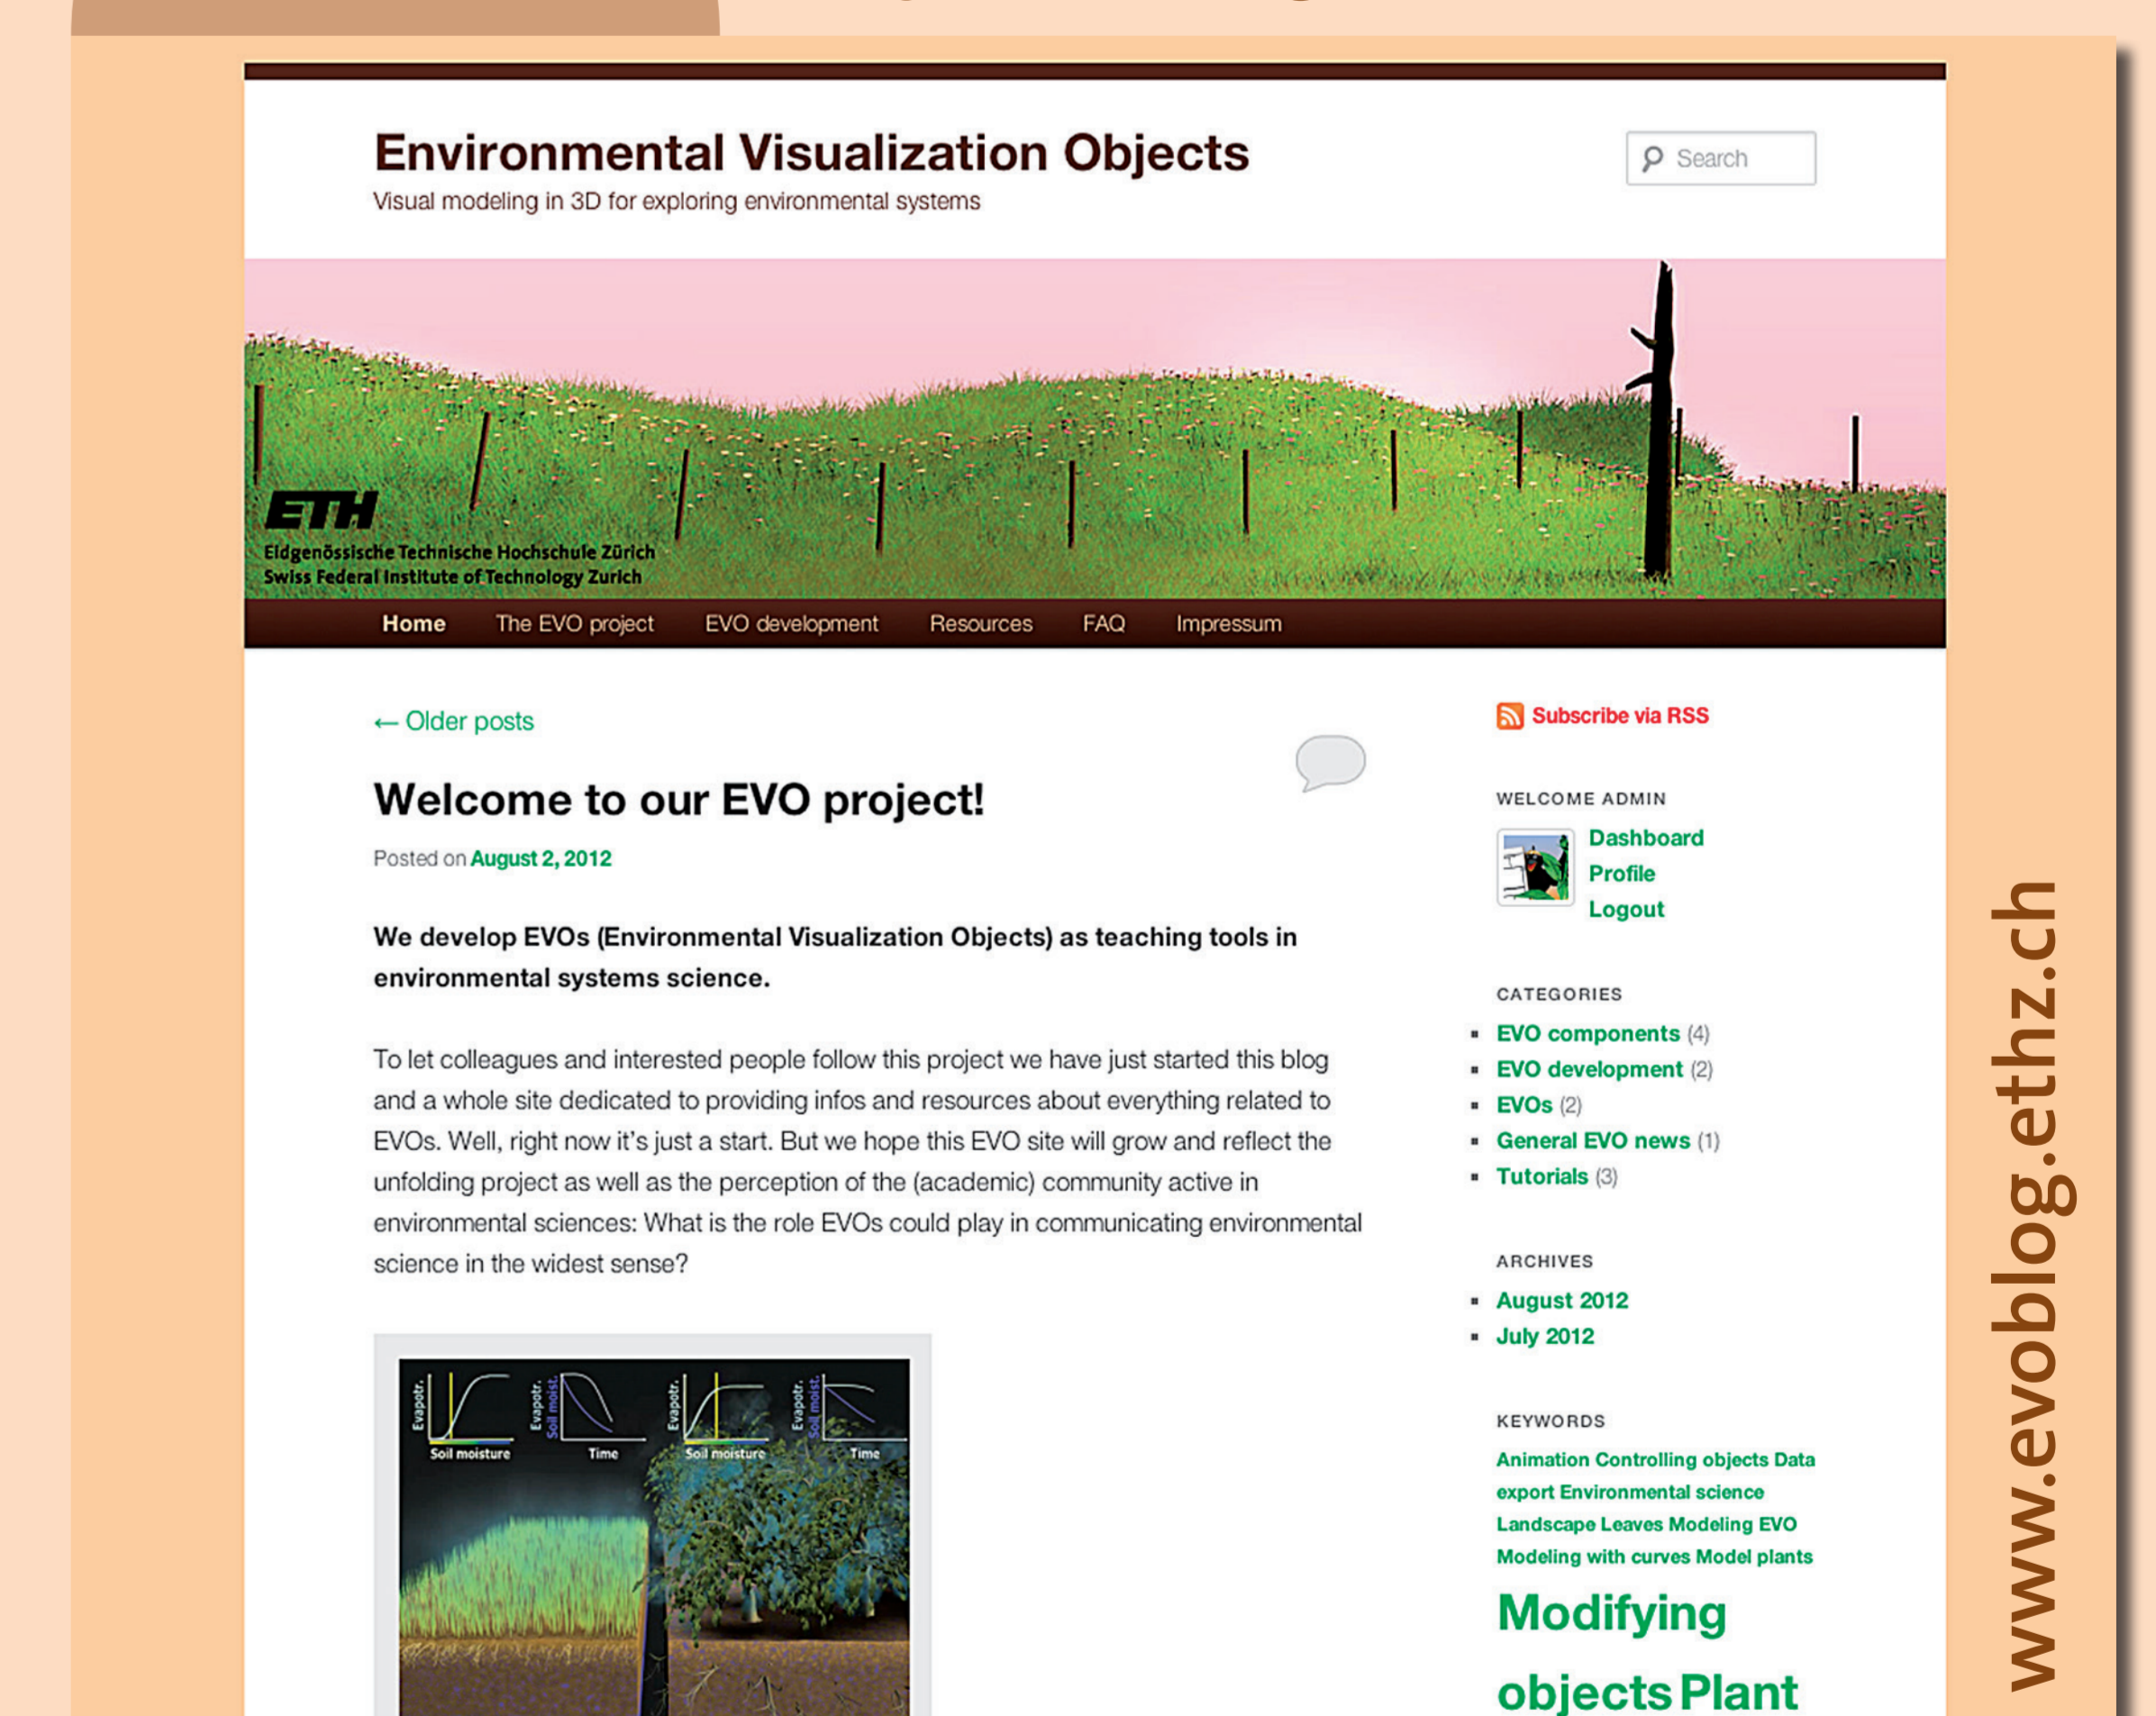 Environmental Visualization Objects
Visual modeling in 3D for exploring environmental systems
Search
ETH
Eidgenössische Technische Hochschule Zürich
Swiss Federal Institute of Technology Zurich
Home The EVO project EVO development Resources FAQ Impressum
← Older posts
Welcome to our EVO project!
Posted on August 2, 2012
We develop EVOs (Environmental Visualization Objects) as teaching tools in
environmental systems science.
To let colleagues and interested people follow this project we have just started this blog
and a whole site dedicated to providing infos and resources about everything related to
EVOs. Well, right now it's just a start. But we hope this EVO site will grow and reflect the
unfolding project as well as the perception of the (academic) community active in
environmental sciences: What is the role EVOs could play in communicating environmental
science in the widest sense?
Evapotr.
Soil moisture
Evapotr.
Soil moist.
Time
Evapotr.
Soil moisture
Evapotr.
Soil moist.
Time
Subscribe via RSS
WELCOME ADMIN
Dashboard
Profile
Logout
CATEGORIES
EVO components (4)
EVO development (2)
EVOs (2)
General EVO news (1)
Tutorials (3)
ARCHIVES
August 2012
July 2012
KEYWORDS
Animation Controlling objects Data
export Environmental science
Landscape Leaves Modeling EVO
Modeling with curves Model plants
Modifying
objects Plant
www.evoblog.ethz.ch